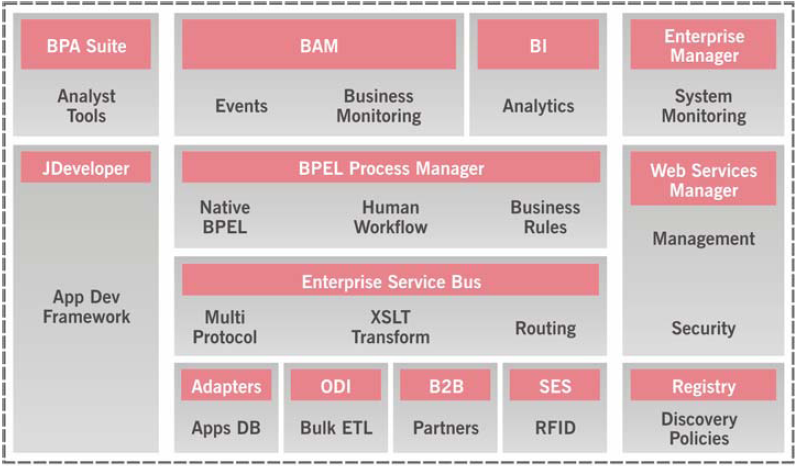 BPA Suite
Analyst
Tools
BAM
Events
Business
Monitoring
BI
Analytics
Enterprise
Manager
System
Monitoring
JDeveloper
App Dev
Framework
BPEL Process Manager
Native
BPEL
Human
Workflow
Business
Rules
Web Services
Manager
Management
Security
Enterprise Service Bus
Multi
Protocol
XSLT
Transform
Routing
Adapters
Apps DB
ODI
Bulk ETL
B2B
Partners
SES
RFID
Registry
Discovery
Policies